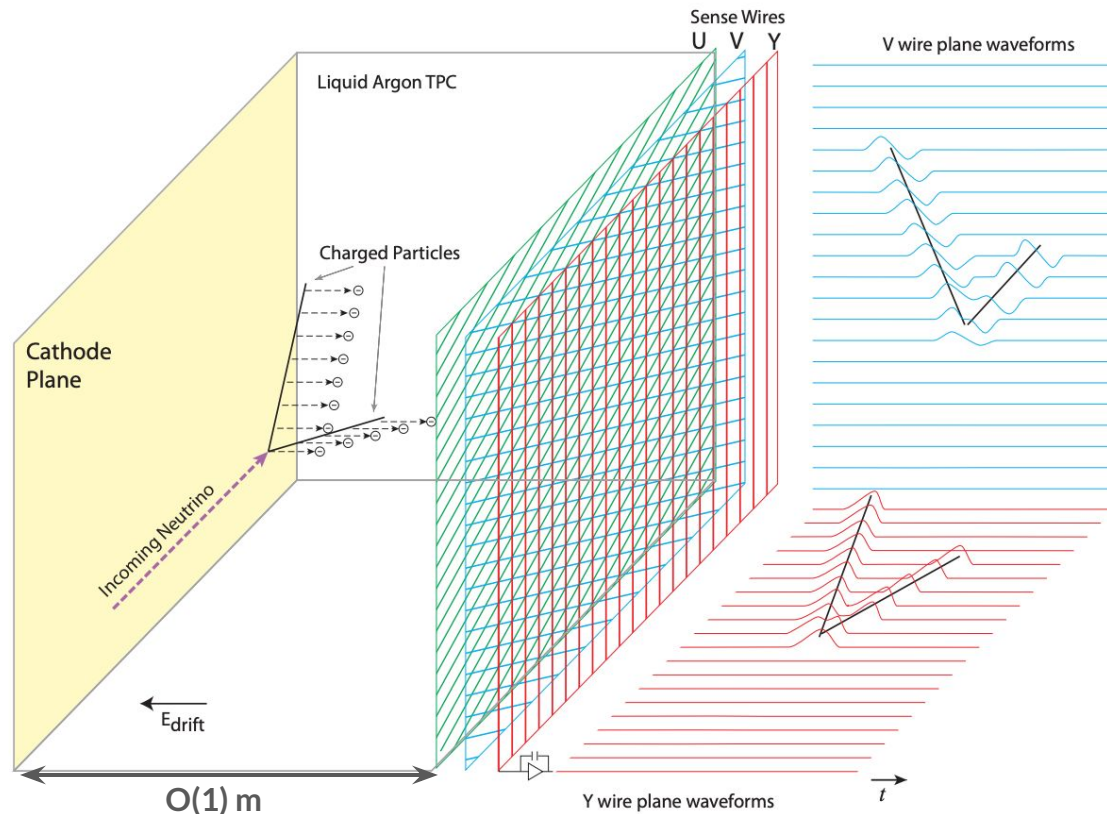 Sense Wires
U V Y
V wire plane waveforms
Liquid Argon TPC
Charged Particles
Cathode
Plane
Incoming Neutrino
Edrift
O(1) m
Y wire plane waveforms
t